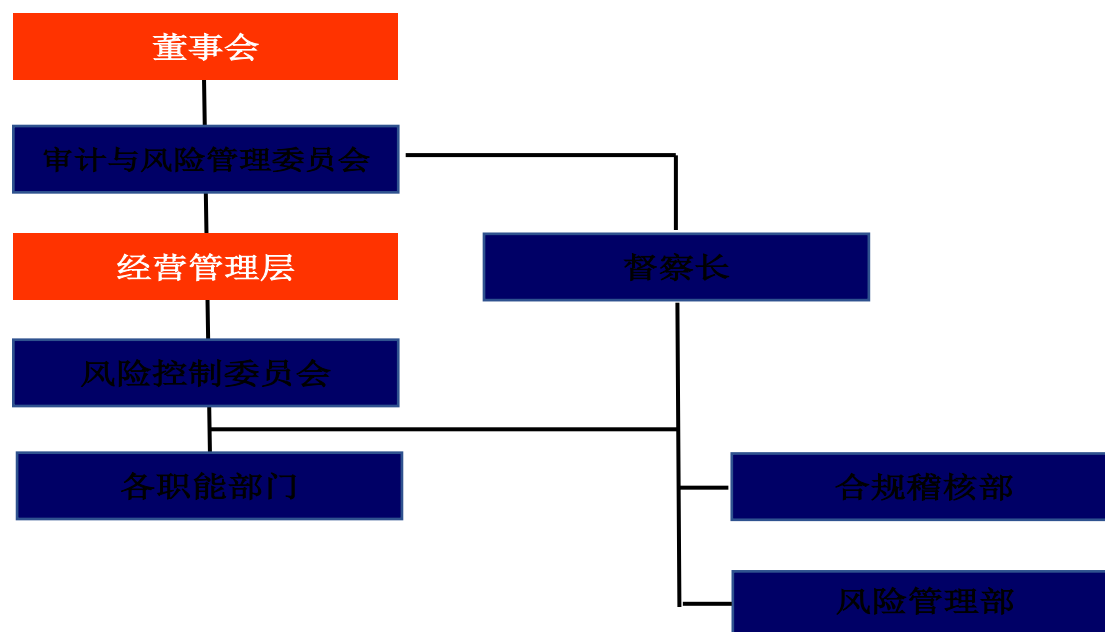 董事会
审计与风险管理委员会
经营管理层
督察长
风险控制委员会
各职能部门
合规稽核部
风险管理部